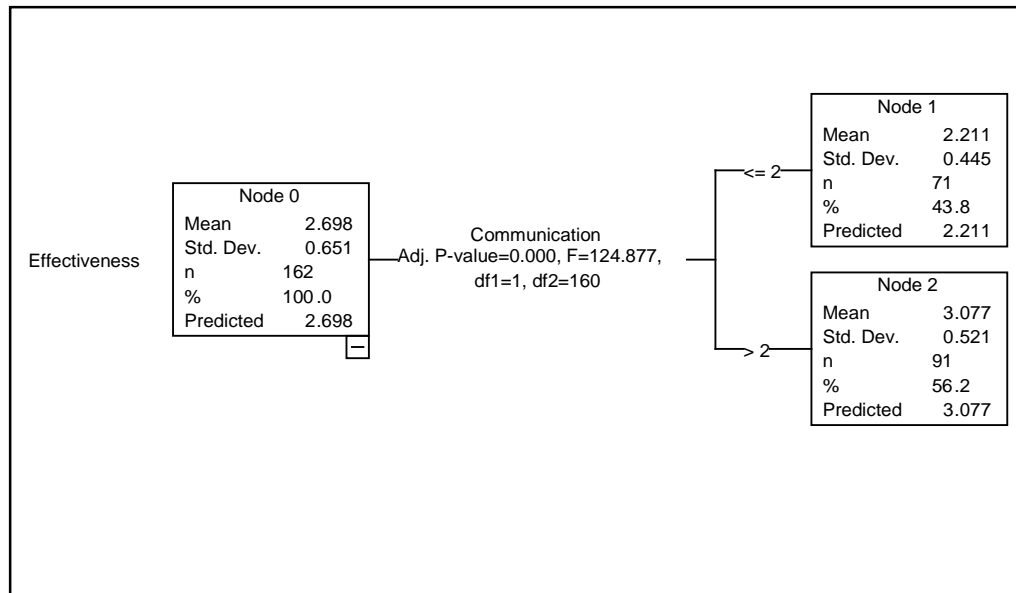 Effectiveness
Node 0
Mean 2.698
Std. Dev. 0.651
n 162
% 100.0
Predicted 2.698
Communication
Adj. P-value=0.000, F=124.877,
df1=1, df2=160
<= 2
Node 1
Mean 2.211
Std. Dev. 0.445
n 71
% 43.8
Predicted 2.211
> 2
Node 2
Mean 3.077
Std. Dev. 0.521
n 91
% 56.2
Predicted 3.077